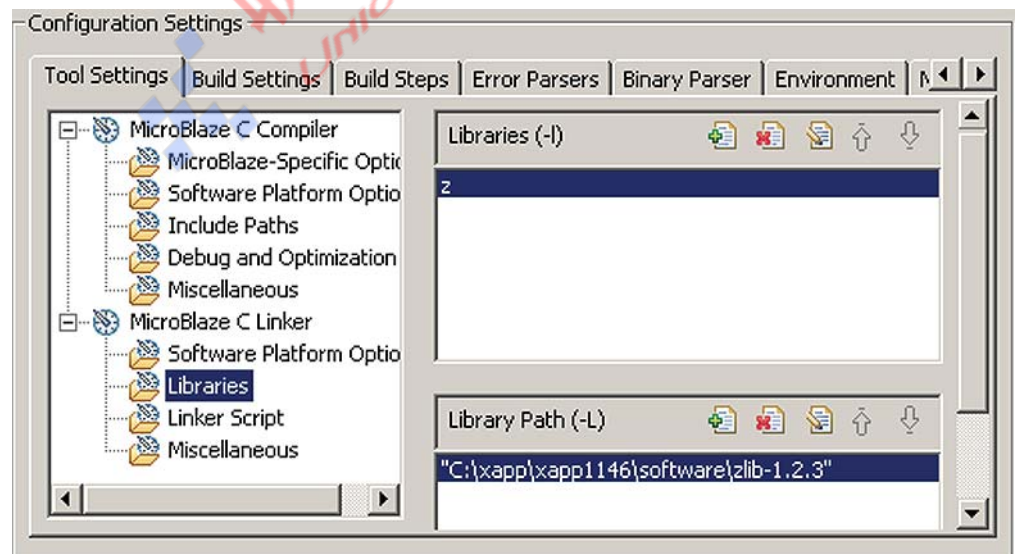 Configuration Settings
Tool Settings Build Settings Build Steps Error Parsers Binary Parser Environment
MicroBlaze C Compiler
MicroBlaze-Specific Optio
Software Platform Optio
Include Paths
Debug and Optimization
Miscellaneous
MicroBlaze C Linker
Software Platform Optio
Libraries
Linker Script
Miscellaneous
Libraries (-l)
z
Library Path (-L)
"C:\xapp\xapp1146\software\zlib-1.2.3"